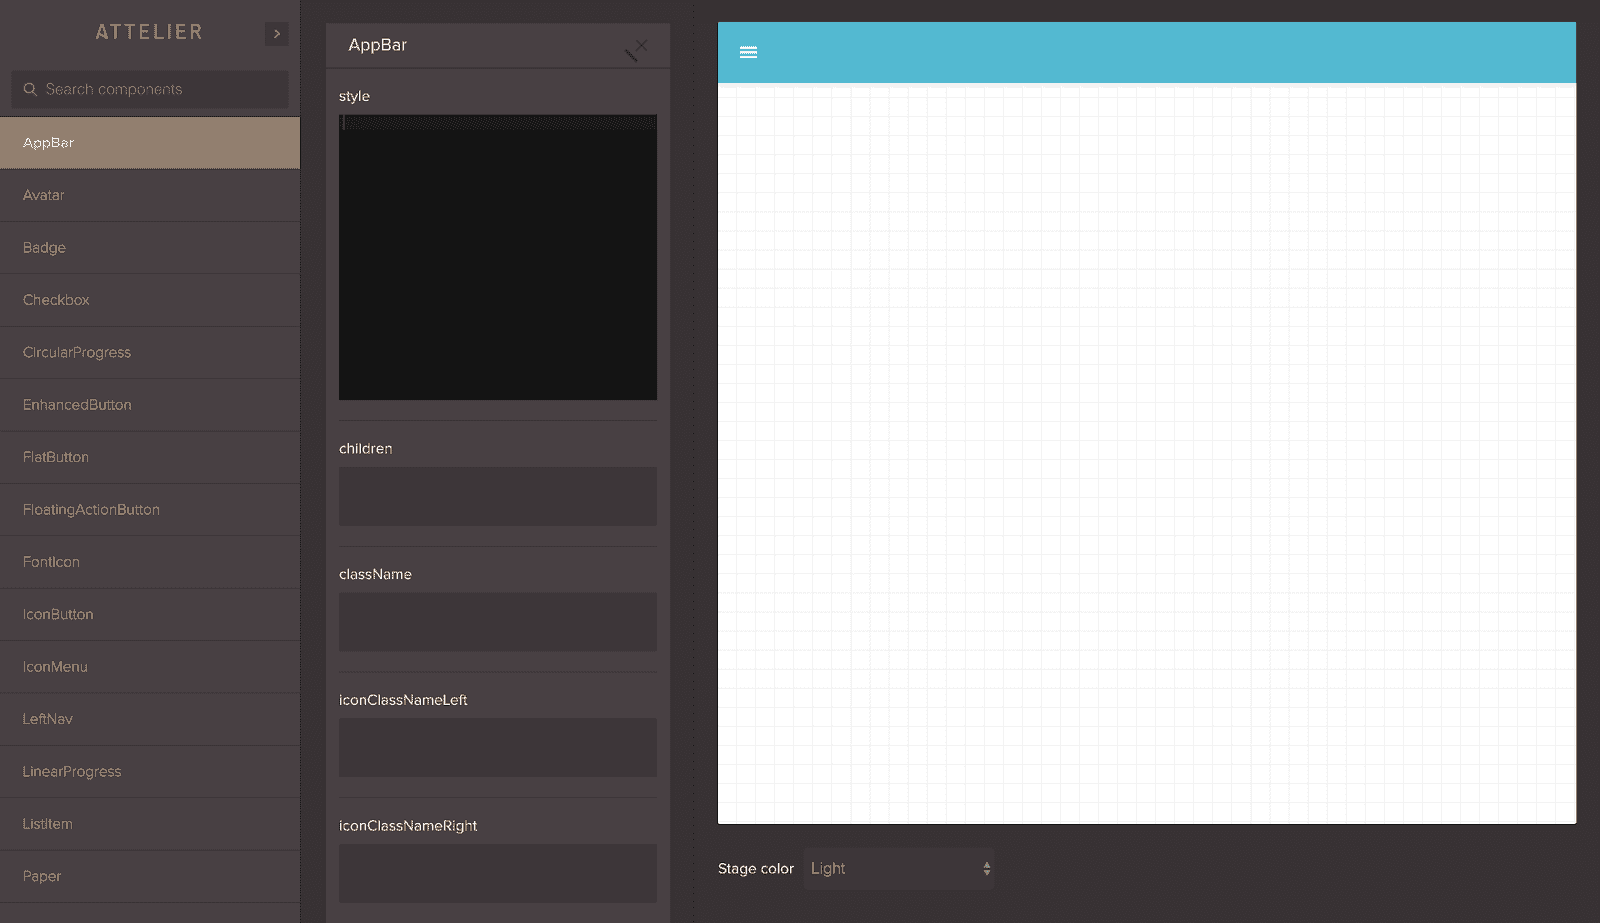 ATTELIER
Search components
AppBar
Avatar
Badge
Checkbox
CircularProgress
EnhancedButton
FlatButton
FloatingActionButton
FontIcon
IconButton
IconMenu
LeftNav
LinearProgress
ListItem
Paper
AppBar
style
children
className
iconClassNameLeft
iconClassNameRight
Stage color
Light